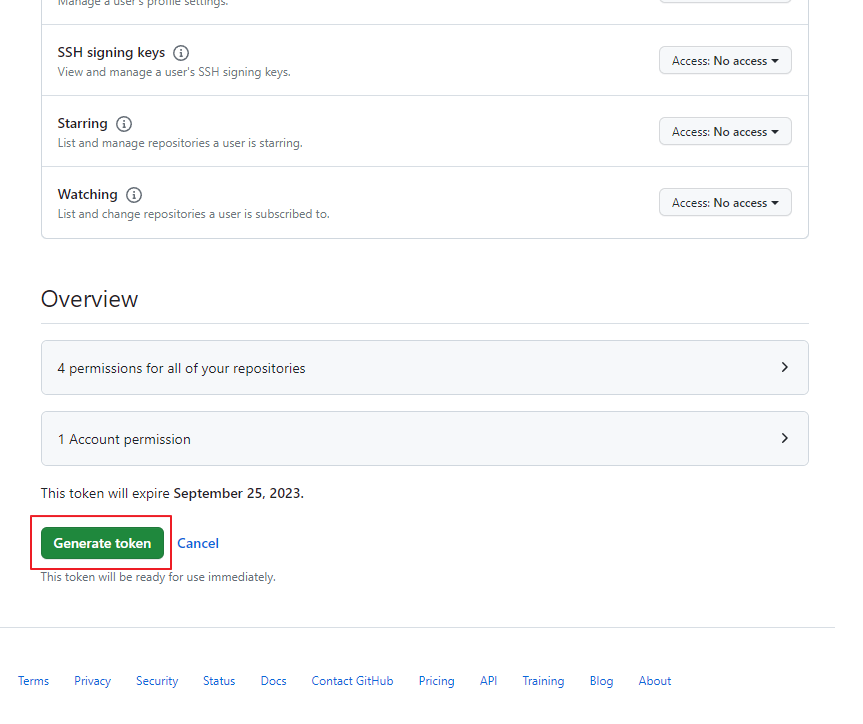 Manage a user's profile settings.
SSH signing keys
View and manage a user's SSH signing keys.
Access: No access
Starring
List and manage repositories a user is starring.
Access: No access
Watching
List and change repositories a user is subscribed to.
Access: No access
Overview
4 permissions for all of your repositories
1 Account permission
This token will expire September 25, 2023.
Generate token Cancel
This token will be ready for use immediately.
Terms Privacy Security Status Docs Contact GitHub Pricing API Training Blog About